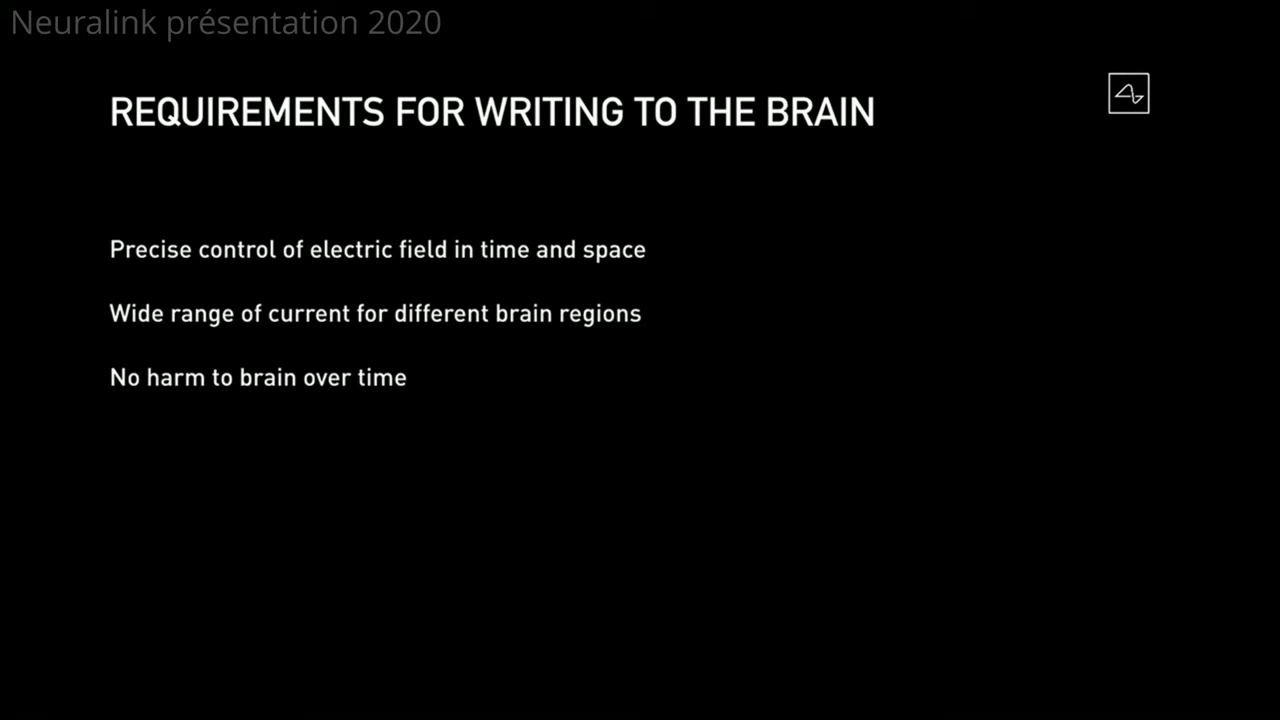 Neuralink présentation 2020
REQUIREMENTS FOR WRITING TO THE BRAIN
Precise control of electric field in time and space
Wide range of current for different brain regions
No harm to brain over time